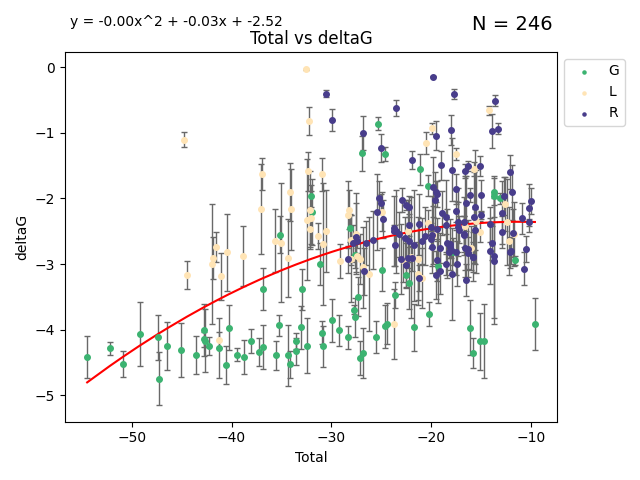 y = -0.00x^2 + -0.03x + -2.52
N = 246
Total vs deltaG
deltaG
0
−1
−2
−3
−4
−5
−50
−40
−30
−20
−10
Total
G
L
R